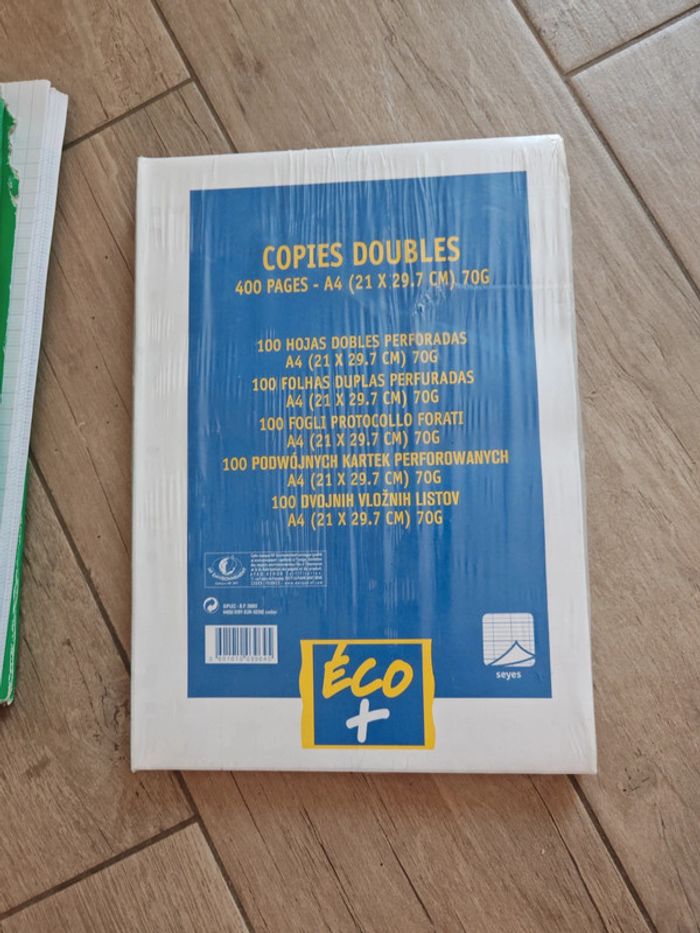 COPIES DOUBLES
400 PAGES - A4 (21 X 29.7 CM) 70G
100 HOJAS DOBLES PERFORADAS
A4 (21 X 29.7 CM) 70G
100 FOLHAS DUPLAS PERFURADAS
A4 (21 X 29.7 CM) 70G
100 FOGLI PROTOCOLLO FORATI
A4 (21 X 29.7 CM) 70G
100 PODWÓJNYCH KARTEK PERFOROWANYCH
A4 (21 X 29.7 CM) 70G
100 DVOJNIH VLOŽNIH LISTOV
A4 (21 X 29.7 CM) 70G
NF ENVIRONNEMENT
ÉCO
+
seyes